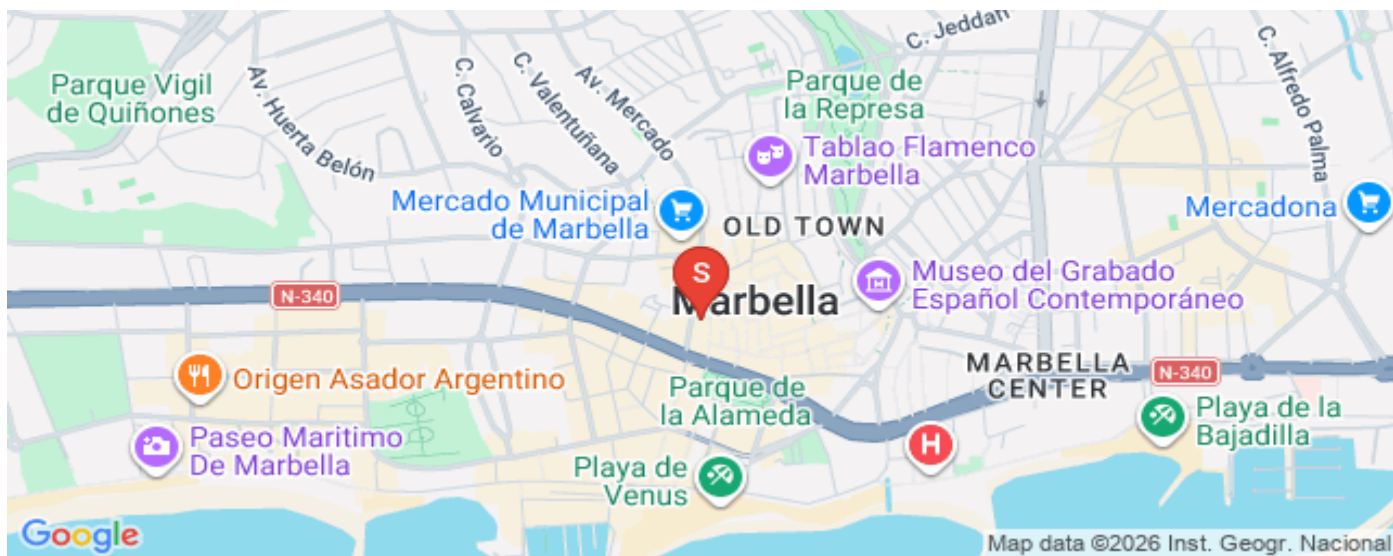 C. Jeddah
Parque Vigil
de Quiñones
Av. Huerta Belón
C. Calvario
C. Valentuñana
Av. Mercado
Parque de
la Represa
C. Alfredo Palma
Tablao Flamenco
Marbella
Mercado Municipal
de Marbella
OLD TOWN
Mercadona
S
Marbella
Museo del Grabado
Español Contemporáneo
N-340
MARBELLA
CENTER
N-340
Origen Asador Argentino
Parque de
la Alameda
Playa de la
Bajadilla
Paseo Maritimo
De Marbella
Playa de
Venus
H
Google
Map data ©2026 Inst. Geogr. Nacional